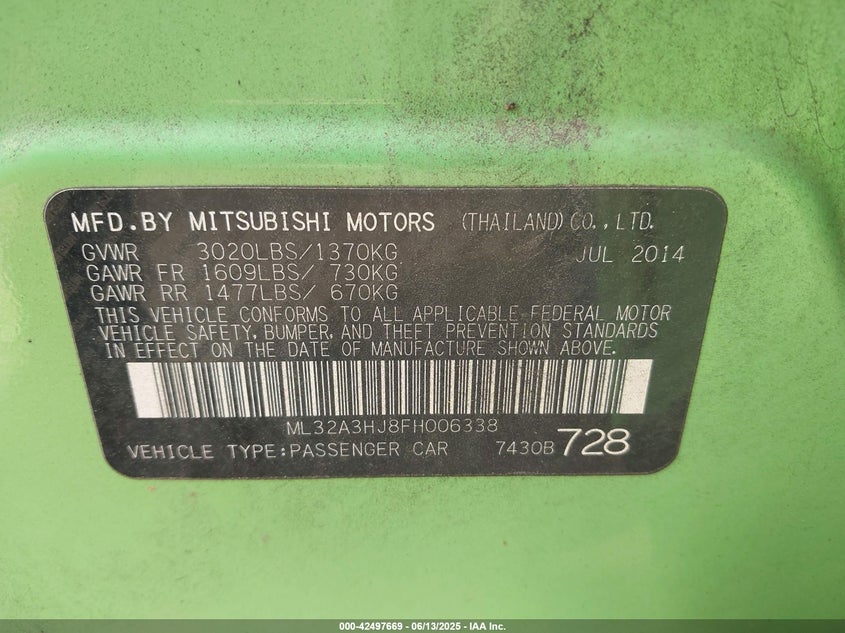 MFD.BY MITSUBISHI MOTORS (THAILAND) CO., LTD.
GVWR 3020LBS/1370KG JUL 2014
GAWR FR 1609LBS/ 730KG
GAWR RR 1477LBS/ 670KG
THIS VEHICLE CONFORMS TO ALL APPLICABLE FEDERAL MOTOR
VEHICLE SAFETY, BUMPER, AND THEFT PREVENTION STANDARDS
IN EFFECT ON THE DATE OF MANUFACTURE SHOWN ABOVE.
ML32A3HJ8FH006338
VEHICLE TYPE:PASSENGER CAR 7430B 728
000-42497669 - 06/13/2025 - IAA Inc.